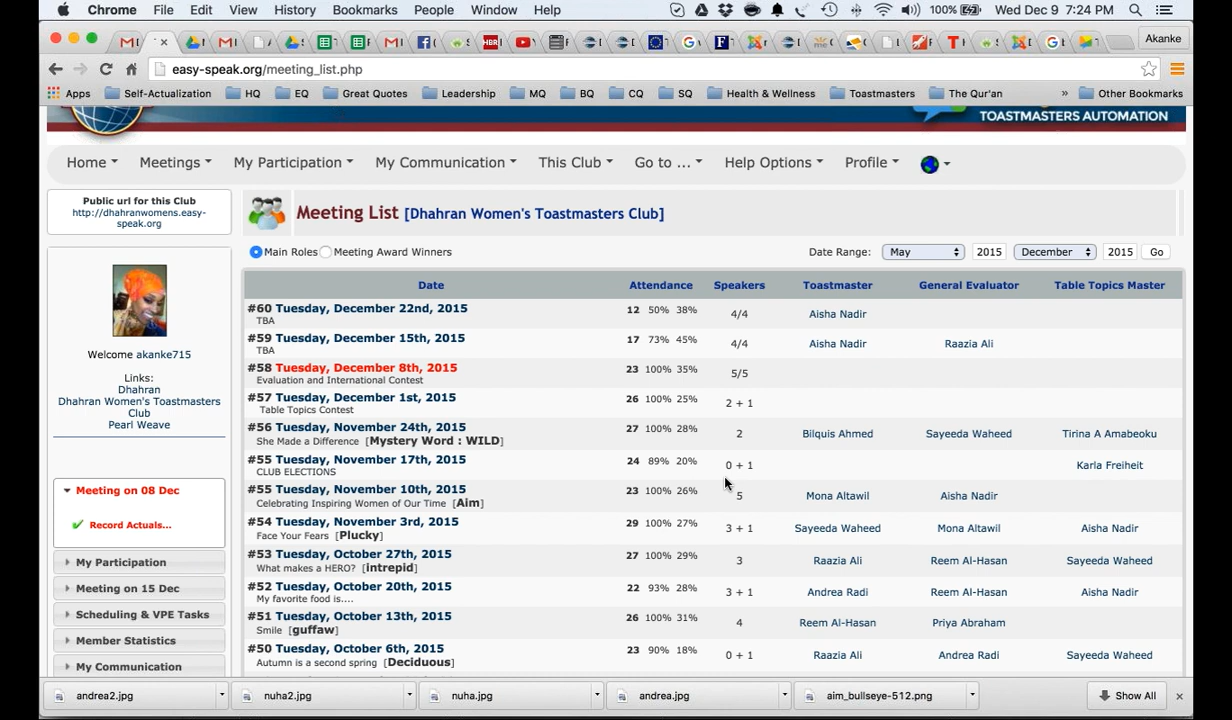 Chrome File Edit View History Bookmarks People Window Help 100% Wed Dec 9 7:24 PM
Akanke
easy-speak.org/meeting_list.php
Apps Self-Actualization HQ EQ Great Quotes Leadership MQ BQ CQ SQ Health & Wellness Toastmasters The Qur'an » Other Bookmarks
TOASTMASTERS AUTOMATION
Home Meetings My Participation My Communication This Club Go to ... Help Options Profile
Public url for this Club
http://dhahranwomens.easy-
speak.org
Welcome akanke715
Links:
Dhahran
Dhahran Women's Toastmasters
Club
Pearl Weave
Meeting on 08 Dec
Record Actuals...
My Participation
Meeting on 15 Dec
Scheduling & VPE Tasks
Member Statistics
My Communication
Meeting List [Dhahran Women's Toastmasters Club]
Main Roles Meeting Award Winners Date Range: May 2015 December 2015 Go
Date Attendance Speakers Toastmaster General Evaluator Table Topics Master
#60 Tuesday, December 22nd, 2015 12 50% 38% 4/4 Aisha Nadir
TBA
#59 Tuesday, December 15th, 2015 17 73% 45% 4/4 Aisha Nadir Raazia Ali
TBA
#58 Tuesday, December 8th, 2015 23 100% 35% 5/5
Evaluation and International Contest
#57 Tuesday, December 1st, 2015 26 100% 25% 2 + 1
Table Topics Contest
#56 Tuesday, November 24th, 2015 27 100% 28% 2 Bilquis Ahmed Sayeeda Waheed Tirina A Amabeoku
She Made a Difference [Mystery Word : WILD]
#55 Tuesday, November 17th, 2015 24 89% 20% 0 + 1 Karla Freiheit
CLUB ELECTIONS
#55 Tuesday, November 10th, 2015 23 100% 26% 5 Mona Altawil Aisha Nadir
Celebrating Inspiring Women of Our Time [Aim]
#54 Tuesday, November 3rd, 2015 29 100% 27% 3 + 1 Sayeeda Waheed Mona Altawil Aisha Nadir
Face Your Fears [Plucky]
#53 Tuesday, October 27th, 2015 27 100% 29% 3 Raazia Ali Reem Al-Hasan Sayeeda Waheed
What makes a HERO? [intrepid]
#52 Tuesday, October 20th, 2015 22 93% 28% 3 + 1 Andrea Radi Reem Al-Hasan Aisha Nadir
My favorite food is....
#51 Tuesday, October 13th, 2015 26 100% 31% 4 Reem Al-Hasan Priya Abraham
Smile [guffaw]
#50 Tuesday, October 6th, 2015 23 90% 18% 0 + 1 Raazia Ali Andrea Radi Sayeeda Waheed
Autumn is a second spring [Deciduous]
andrea2.jpg nuha2.jpg nuha.jpg andrea.jpg aim_bullseye-512.png Show All